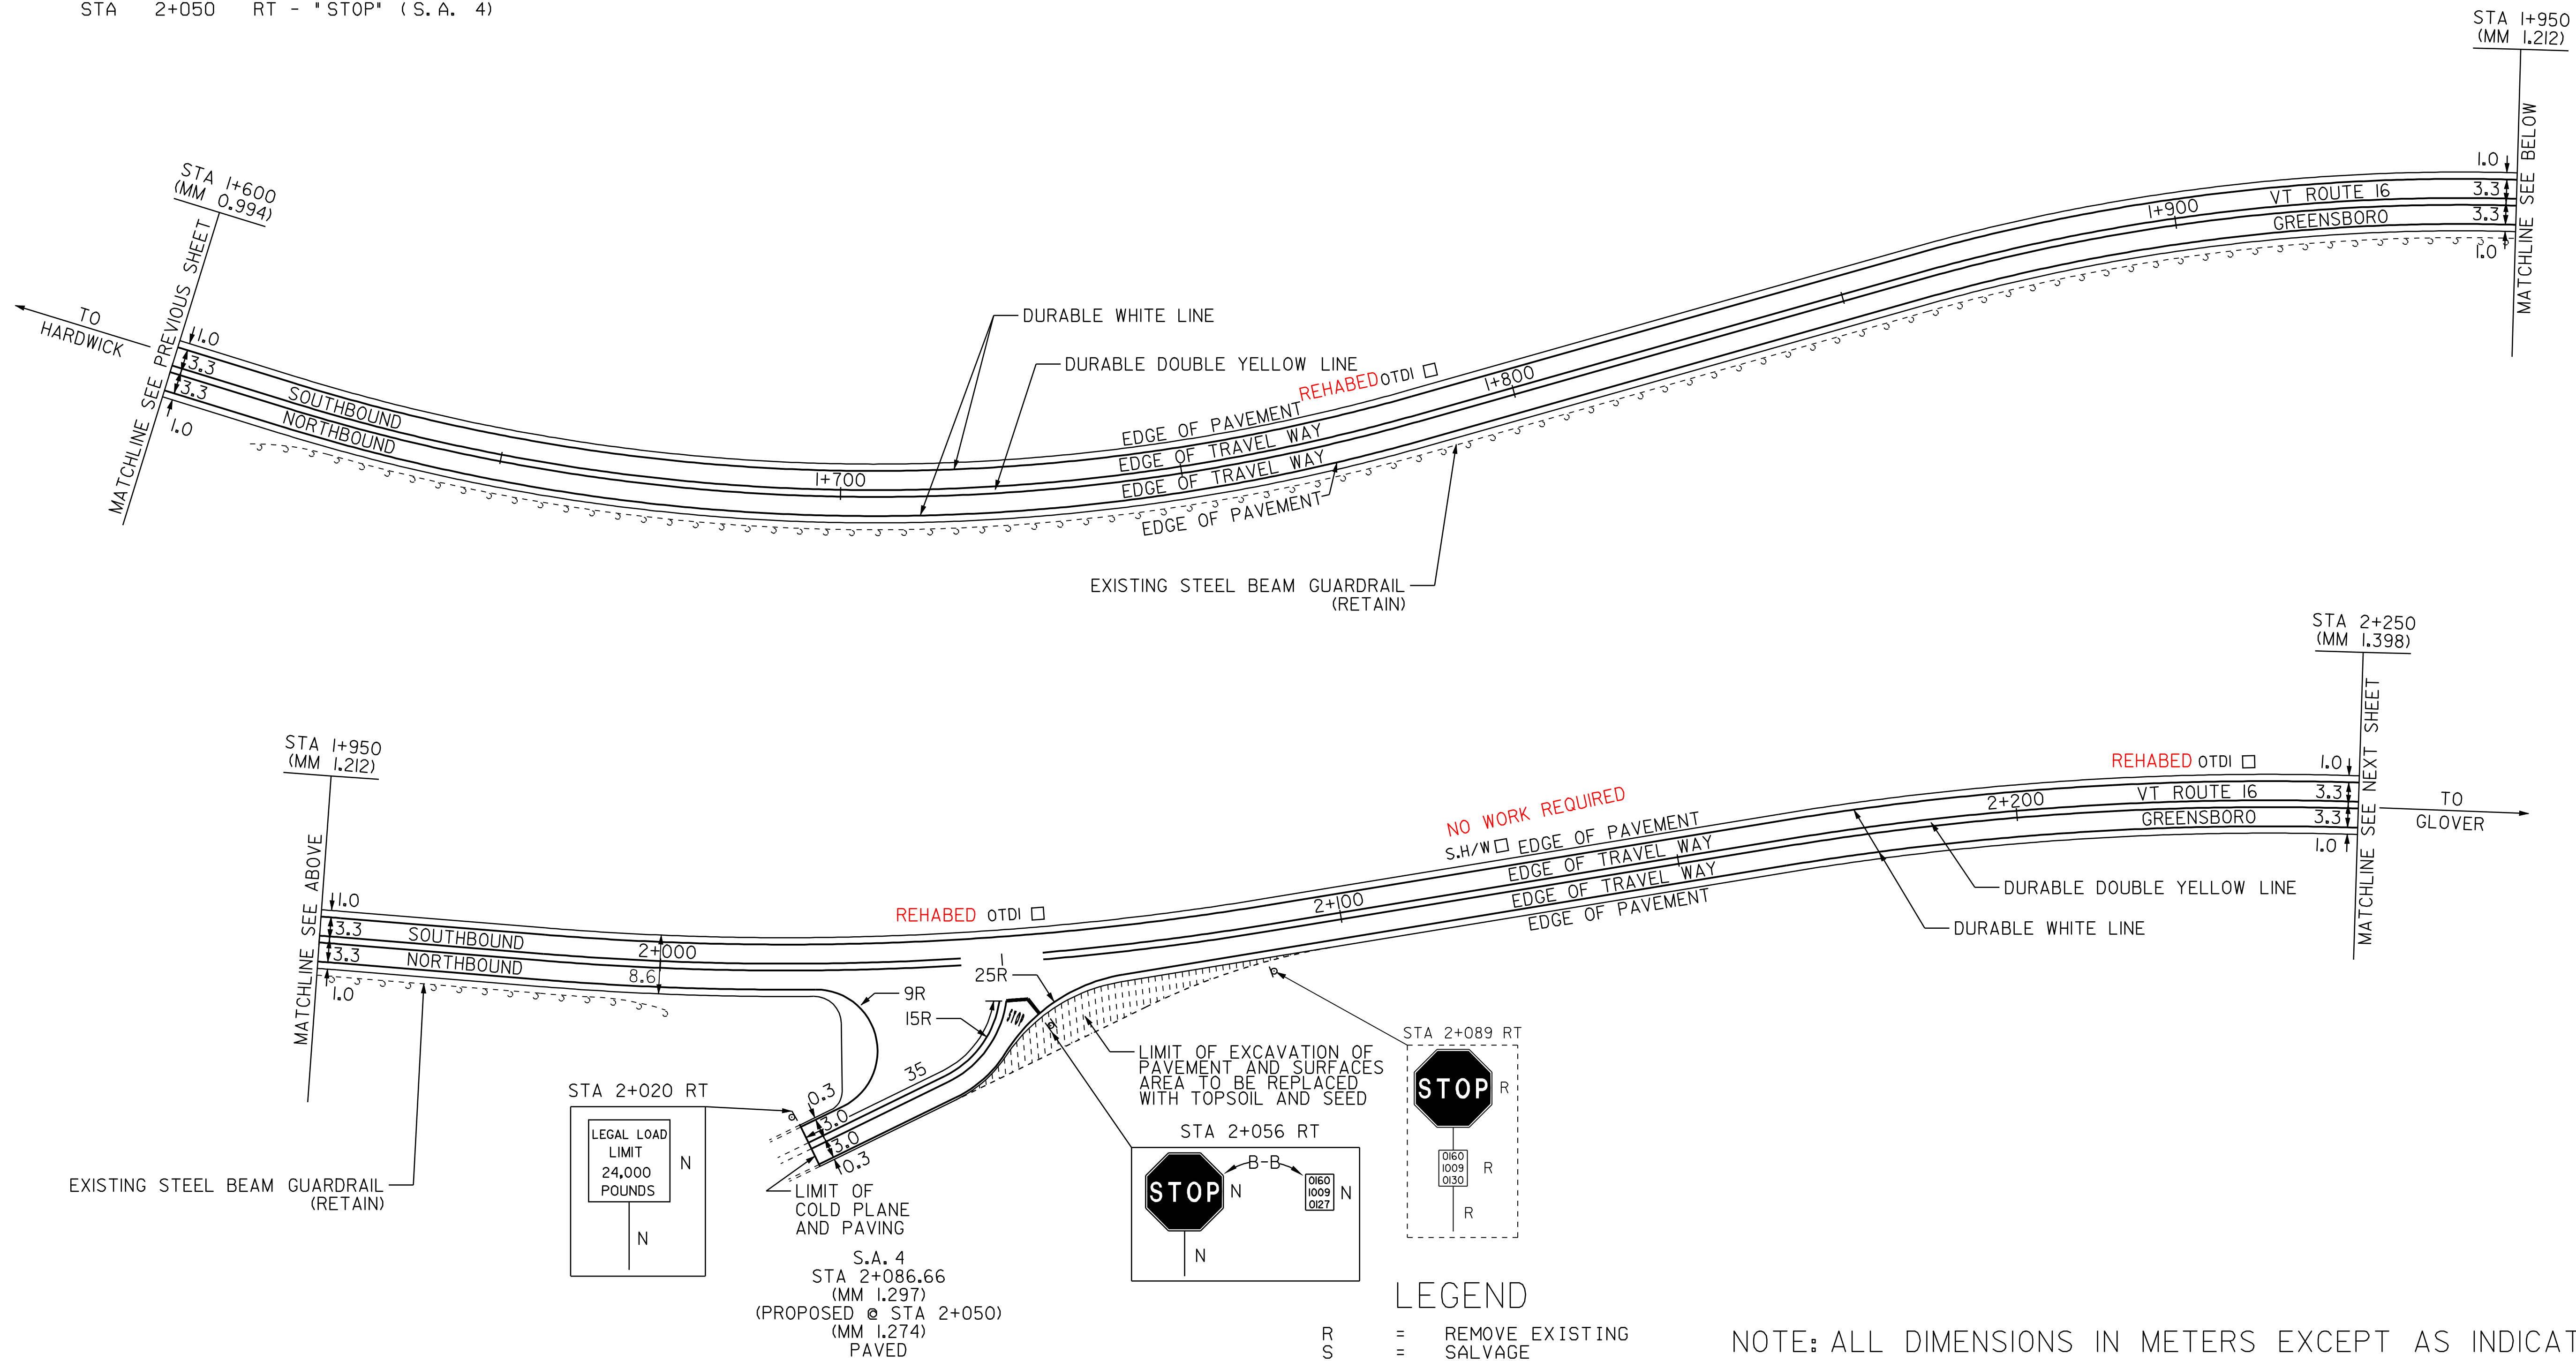 STA 2+050 RT - "STOP" (S.A. 4)
STA 1+950
(MM 1.212)
MATCHLINE SEE BELOW
STA 1+600
(MM 0.994)
MATCHLINE SEE PREVIOUS SHEET
TO
HARDWICK
1.0
3.3
3.3
1.0
SOUTHBOUND
NORTHBOUND
1+700
DURABLE WHITE LINE
DURABLE DOUBLE YELLOW LINE
REHABED OTDI
EDGE OF PAVEMENT
EDGE OF TRAVEL WAY
EDGE OF TRAVEL WAY
EDGE OF PAVEMENT
1+800
1+900
VT ROUTE 16
GREENSBORO
1.0
3.3
3.3
1.0
EXISTING STEEL BEAM GUARDRAIL
(RETAIN)
STA 2+250
(MM 1.398)
MATCHLINE SEE NEXT SHEET
STA 1+950
(MM 1.212)
MATCHLINE SEE ABOVE
1.0
3.3
3.3
1.0
SOUTHBOUND
NORTHBOUND
2+000
8.6
REHABED OTDI
25R
9R
15R
STOP
35
0.3
3.0
3.0
0.3
2+100
NO WORK REQUIRED
S.H/W EDGE OF PAVEMENT
EDGE OF TRAVEL WAY
EDGE OF TRAVEL WAY
EDGE OF PAVEMENT
2+200
REHABED OTDI
VT ROUTE 16
GREENSBORO
1.0
3.3
3.3
1.0
TO
GLOVER
DURABLE DOUBLE YELLOW LINE
DURABLE WHITE LINE
LIMIT OF EXCAVATION OF
PAVEMENT AND SURFACES
AREA TO BE REPLACED
WITH TOPSOIL AND SEED
EXISTING STEEL BEAM GUARDRAIL
(RETAIN)
STA 2+020 RT
LEGAL LOAD
LIMIT
24,000
POUNDS
N
N
LIMIT OF
COLD PLANE
AND PAVING
S.A. 4
STA 2+086.66
(MM 1.297)
(PROPOSED @ STA 2+050)
(MM 1.274)
PAVED
STA 2+056 RT
STOP
N
B-B
0160
1009
0127
N
N
STA 2+089 RT
STOP
R
0160
1009
0130
R
R
LEGEND
R = REMOVE EXISTING
S = SALVAGE
NOTE: ALL DIMENSIONS IN METERS EXCEPT AS INDICAT